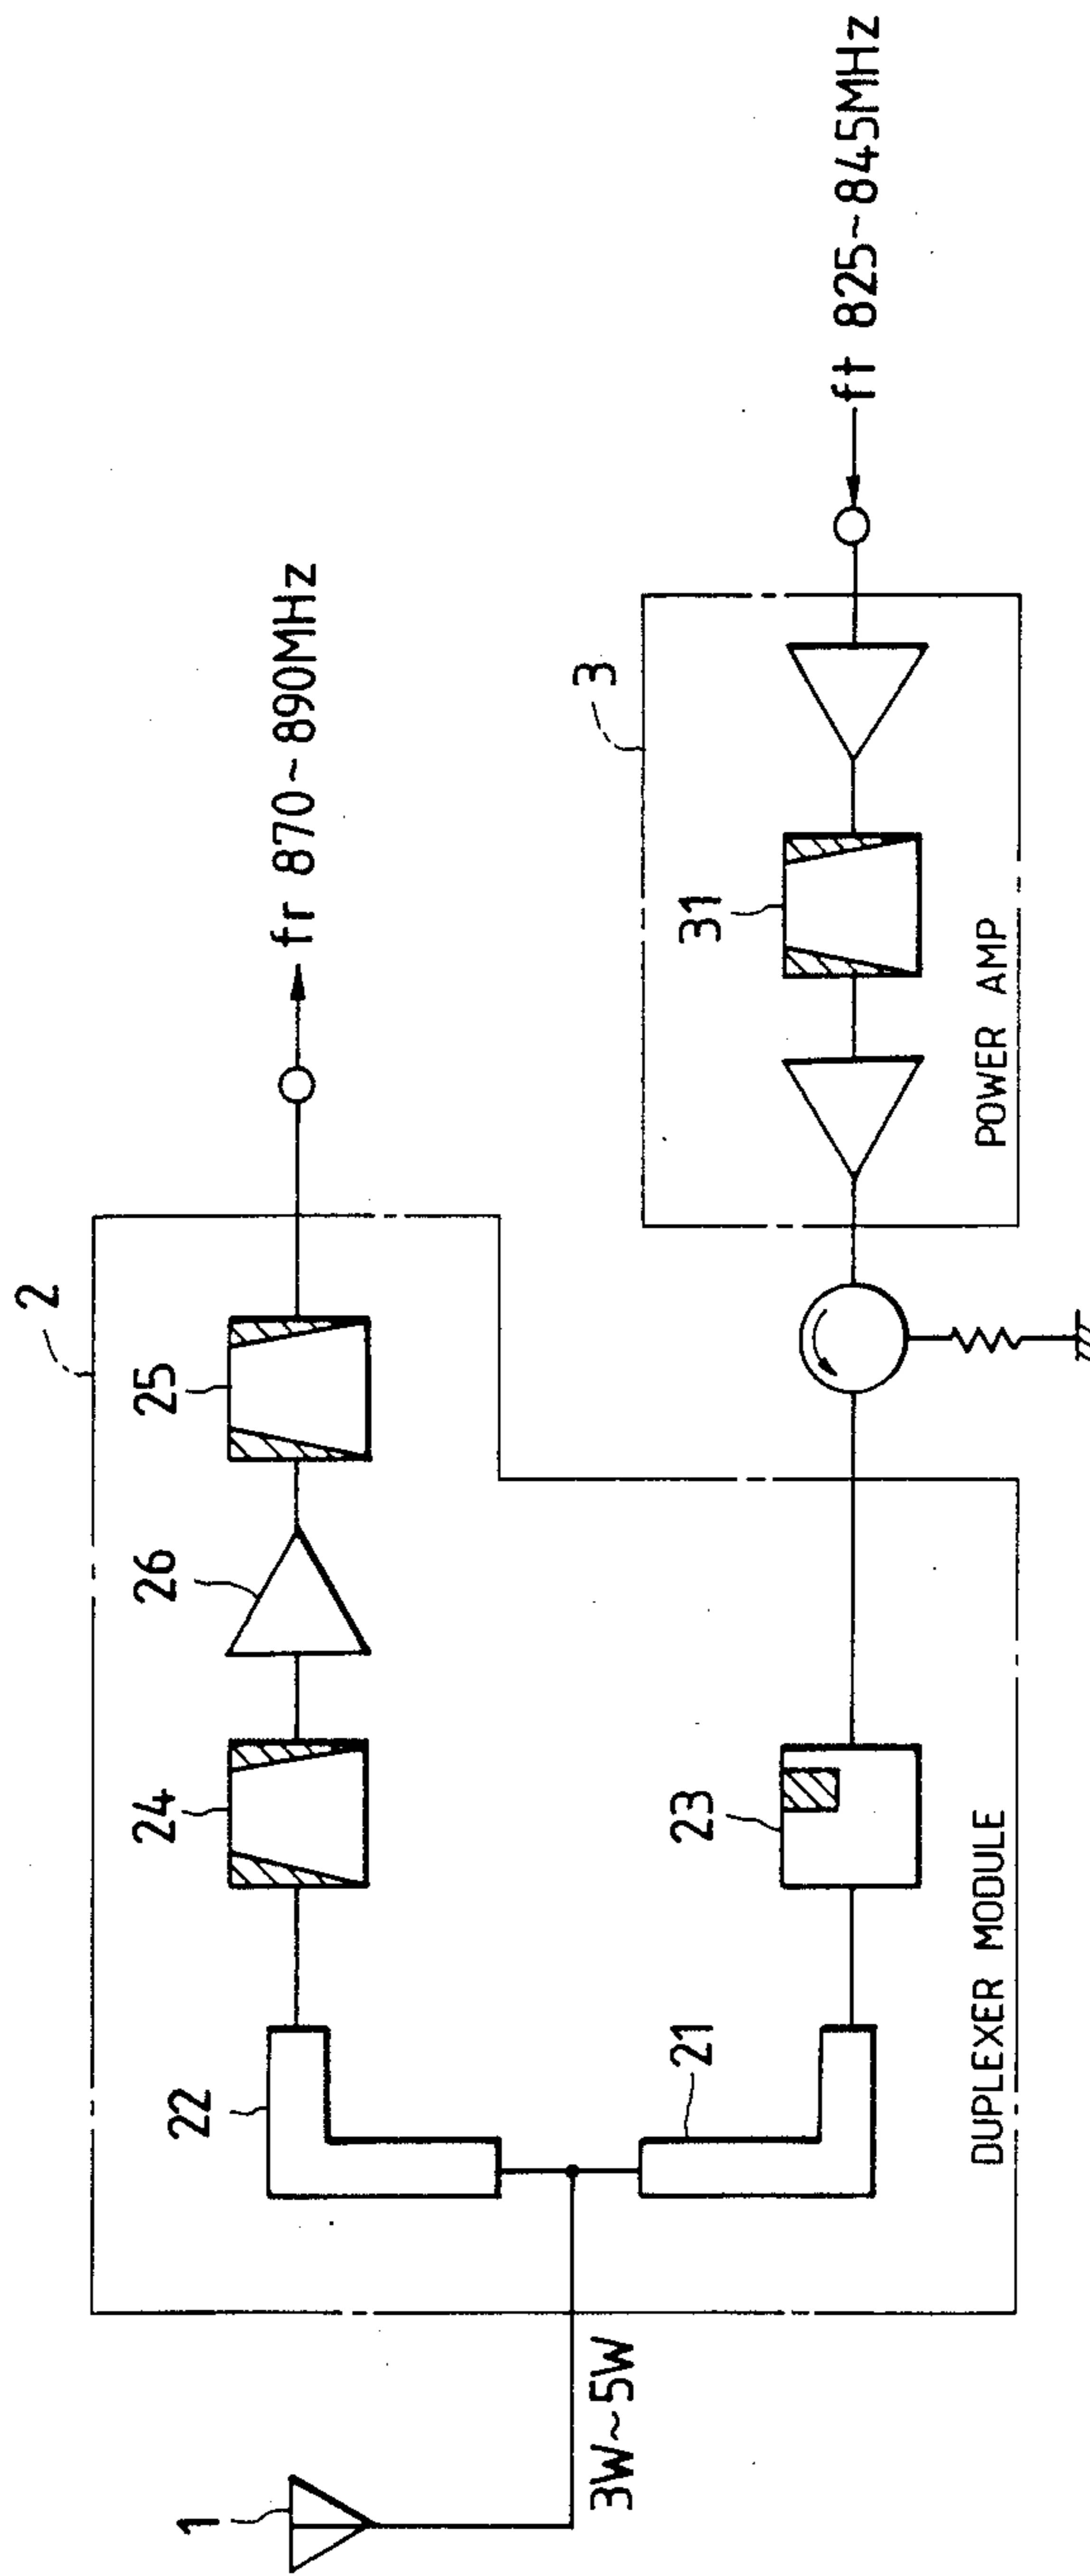 2
25
fr 870~890MHz
26
24
22
1
3W~5W
21
23
DUPLEXER MODULE
3
31
POWER AMP
ft 825~845MHz